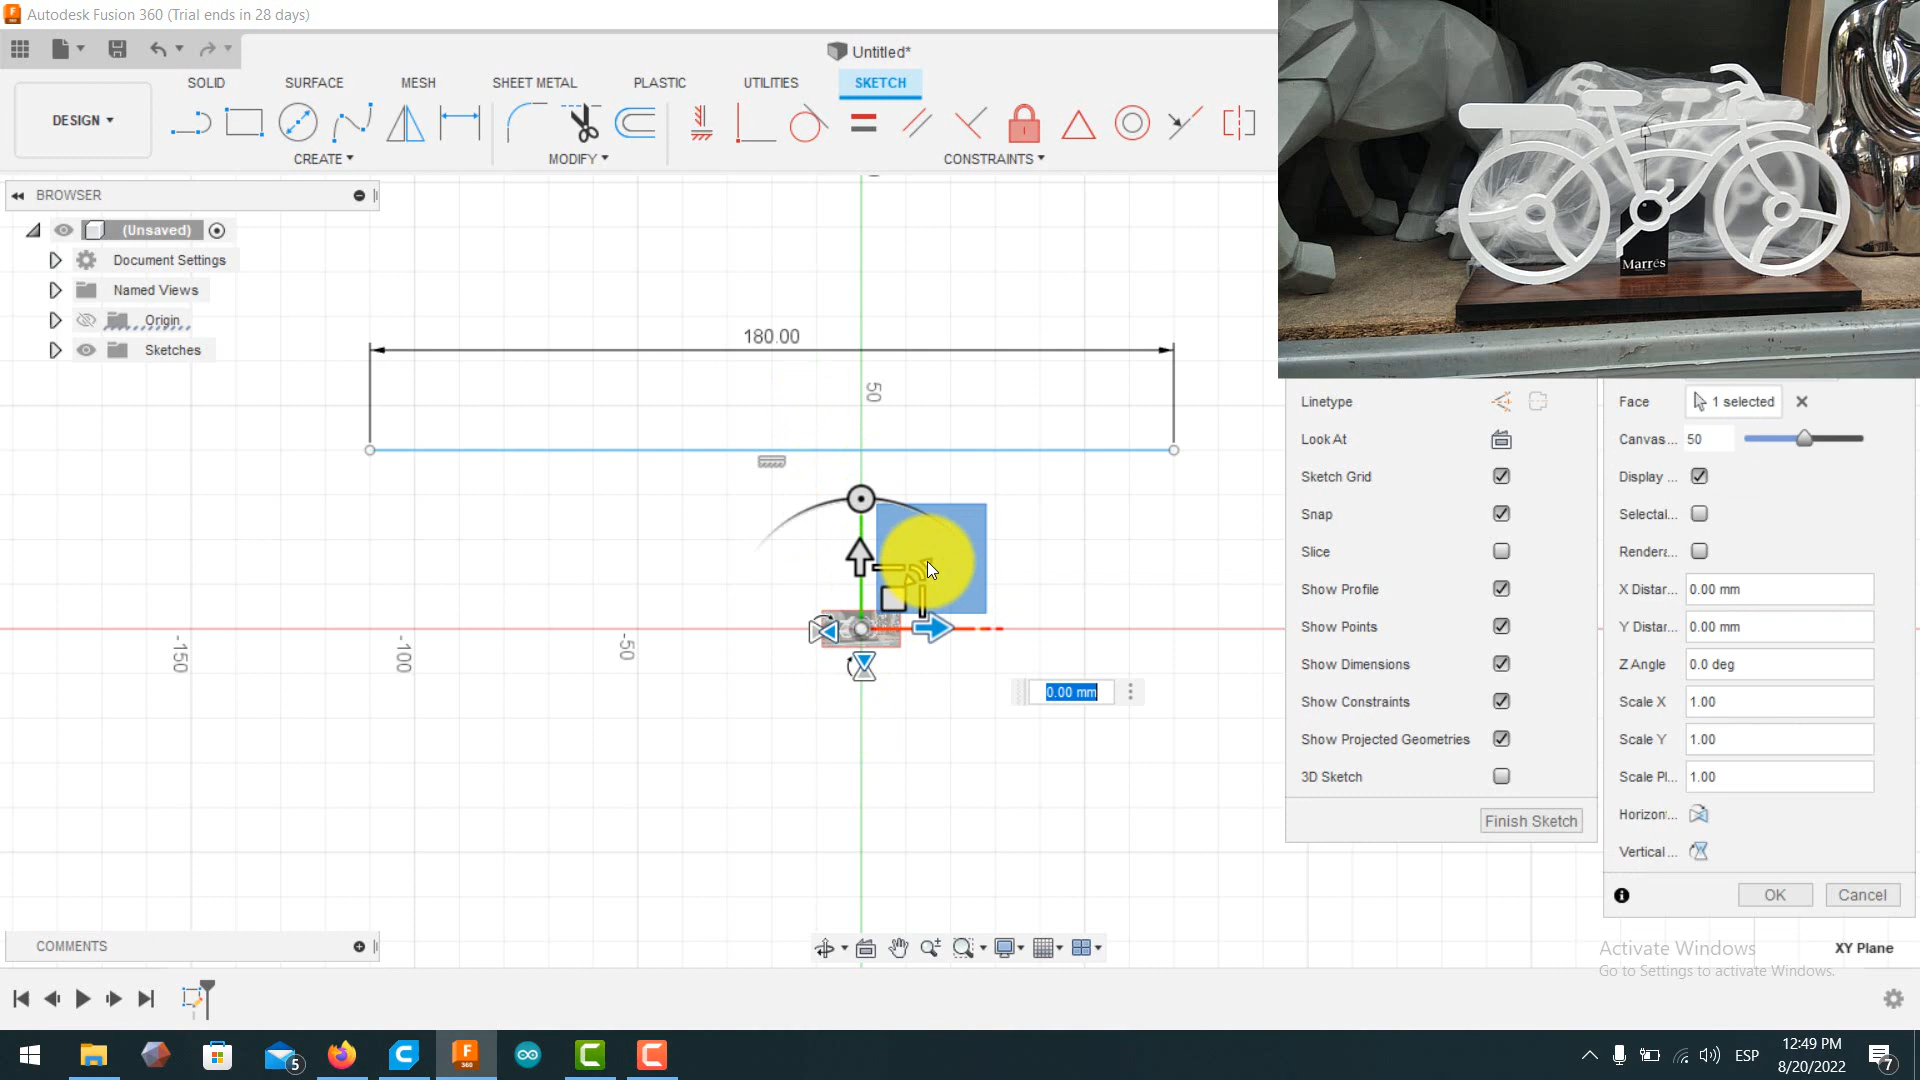 Autodesk Fusion 360 (Trial ends in 28 days)
Untitled*
SOLID
SURFACE
MESH
SHEET METAL
PLASTIC
UTILITIES
SKETCH
DESIGN
CREATE
MODIFY
CONSTRAINTS
BROWSER
(Unsaved)
Document Settings
Named Views
Origin
Sketches
180.00
50
-150
-100
-50
0.00 mm
Marrés
Linetype
Look At
Sketch Grid
Snap
Slice
Show Profile
Show Points
Show Dimensions
Show Constraints
Show Projected Geometries
3D Sketch
Finish Sketch
Face
1 selected
Canvas...
50
Display ...
Selectal...
Rendera...
X Distar...
0.00 mm
Y Distar...
0.00 mm
Z Angle
0.0 deg
Scale X
1.00
Scale Y
1.00
Scale Pl...
1.00
Horizon...
Vertical ...
OK
Cancel
COMMENTS
Activate Windows
Go to Settings to activate Windows.
XY Plane
5
F
360
ESP
12:49 PM
8/20/2022
7